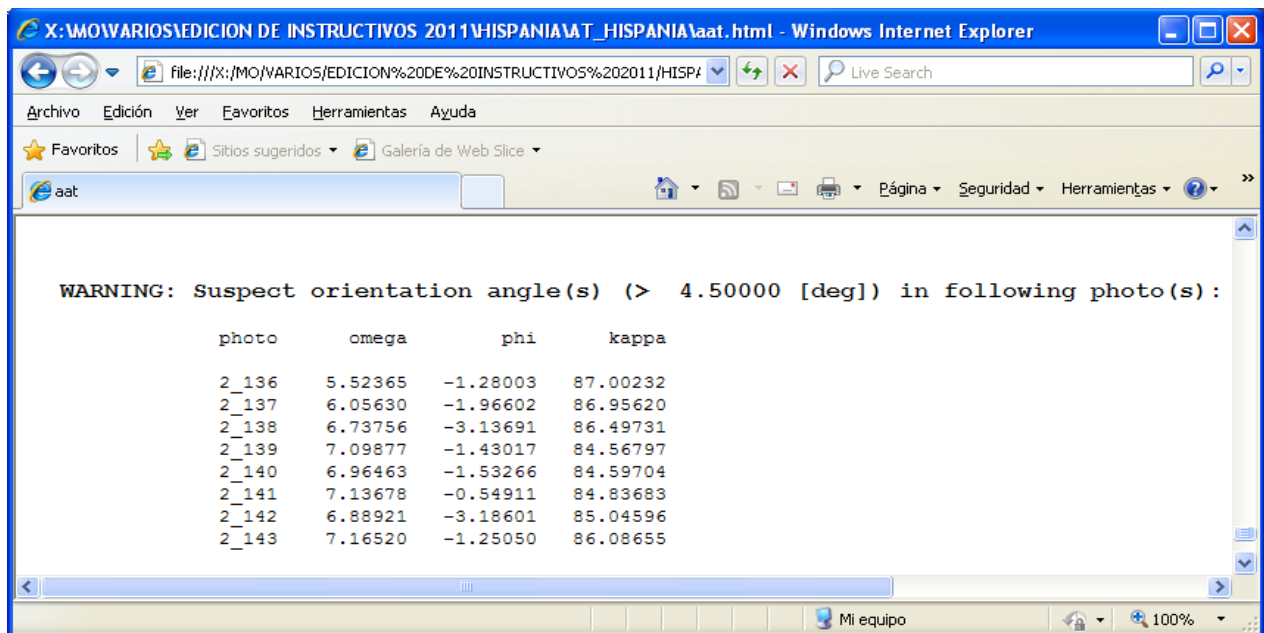 X:\MO\VARIOS\EDICION DE INSTRUCTIVOS 2011\HISPANIA\AT_HISPANIA\aat.html - Windows Internet Explorer
file:///X:/MO/VARIOS/EDICION%20DE%20INSTRUCTIVOS%202011/HISPA Live Search
Archivo Edición Ver Favoritos Herramientas Ayuda
Favoritos Sitios sugeridos Galería de Web Slice
aat Página Seguridad Herramientas
WARNING: Suspect orientation angle(s) (> 4.50000 [deg]) in following photo(s):
photo omega phi kappa
2_136 5.52365 -1.28003 87.00232
2_137 6.05630 -1.96602 86.95620
2_138 6.73756 -3.13691 86.49731
2_139 7.09877 -1.43017 84.56797
2_140 6.96463 -1.53266 84.59704
2_141 7.13678 -0.54911 84.83683
2_142 6.88921 -3.18601 85.04596
2_143 7.16520 -1.25050 86.08655
Mi equipo 100%